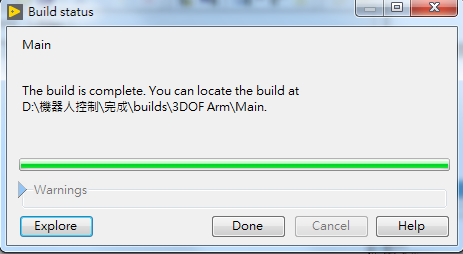 Build status
Main
The build is complete. You can locate the build at
D:\機器人控制\完成\builds\3DOF Arm\Main.
Warnings
Explore
Done
Cancel
Help